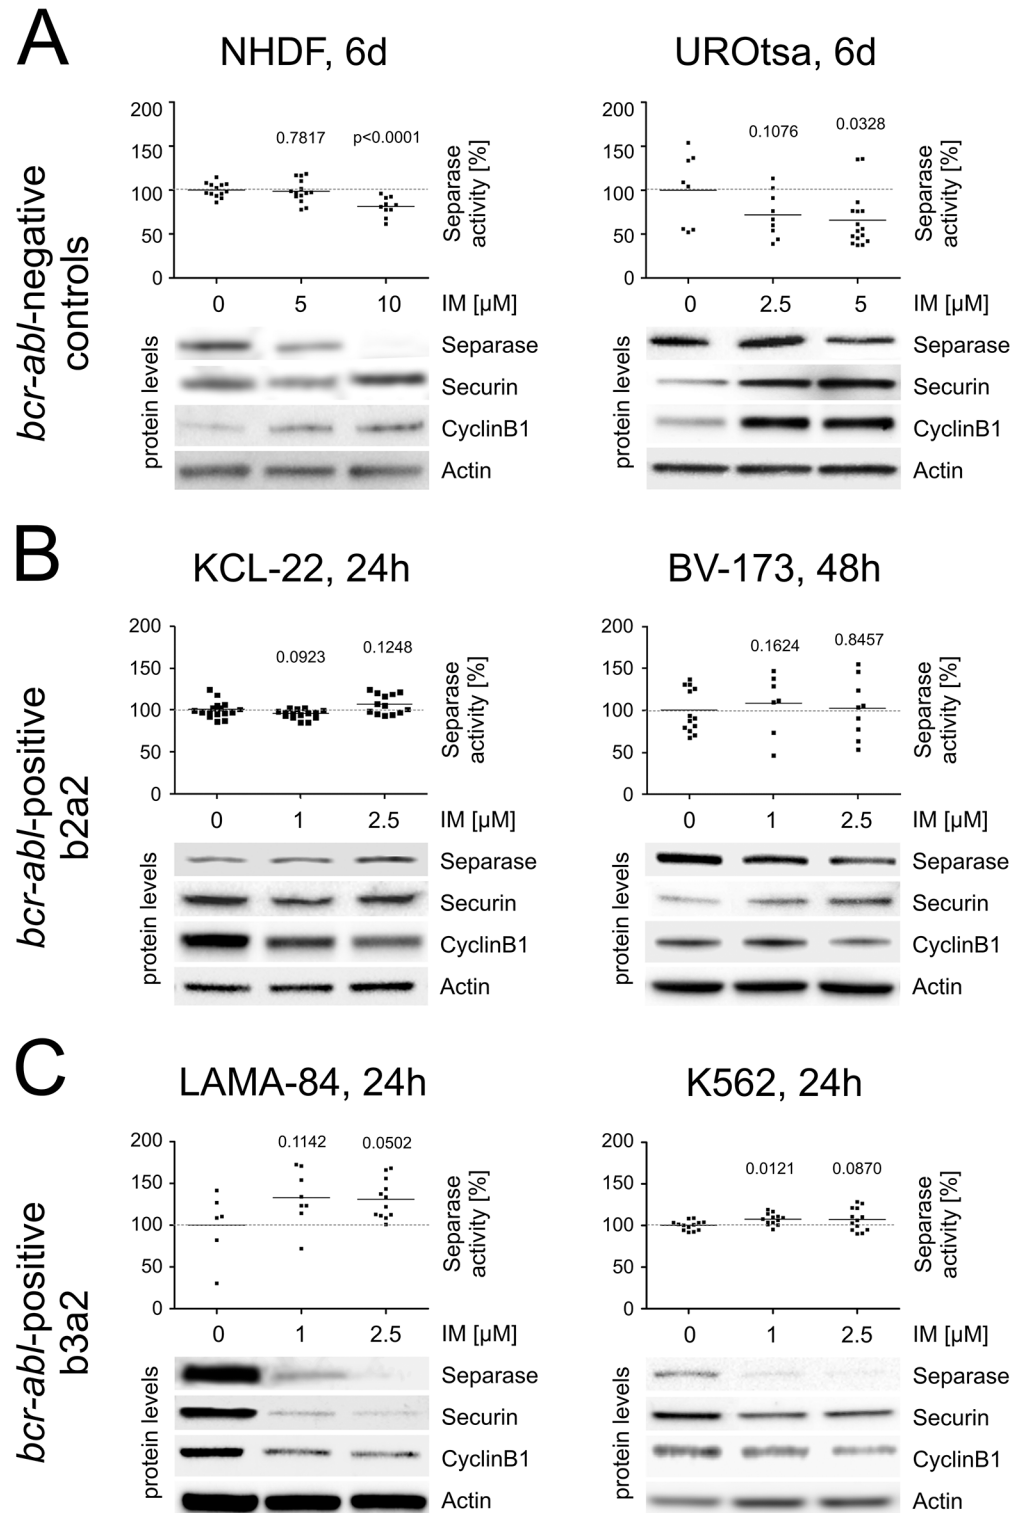 A
NHDF, 6d
UROtsa, 6d
bcr-abl-negative
controls
200
150
100
50
0
0.7817
p<0.0001
Separase
activity [%]
0 5 10 IM [µM]
protein levels
Separase
Securin
CyclinB1
Actin
200
150
100
50
0
0.1076
0.0328
Separase
activity [%]
0 2.5 5 IM [µM]
protein levels
Separase
Securin
CyclinB1
Actin
B
KCL-22, 24h
BV-173, 48h
bcr-abl-positive
b2a2
200
150
100
50
0
0.0923
0.1248
Separase
activity [%]
0 1 2.5 IM [µM]
protein levels
Separase
Securin
CyclinB1
Actin
200
150
100
50
0
0.1624
0.8457
Separase
activity [%]
0 1 2.5 IM [µM]
protein levels
Separase
Securin
CyclinB1
Actin
C
LAMA-84, 24h
K562, 24h
bcr-abl-positive
b3a2
200
150
100
50
0
0.1142
0.0502
Separase
activity [%]
0 1 2.5 IM [µM]
protein levels
Separase
Securin
CyclinB1
Actin
200
150
100
50
0
0.0121
0.0870
Separase
activity [%]
0 1 2.5 IM [µM]
protein levels
Separase
Securin
CyclinB1
Actin